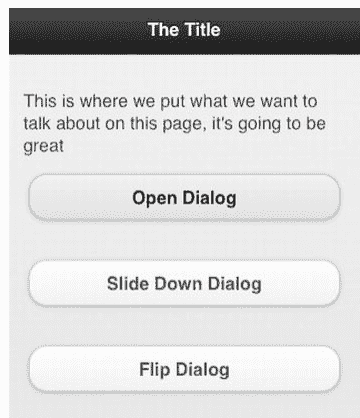 The Title
This is where we put what we want to
talk about on this page, it's going to be
great
Open Dialog
Slide Down Dialog
Flip Dialog